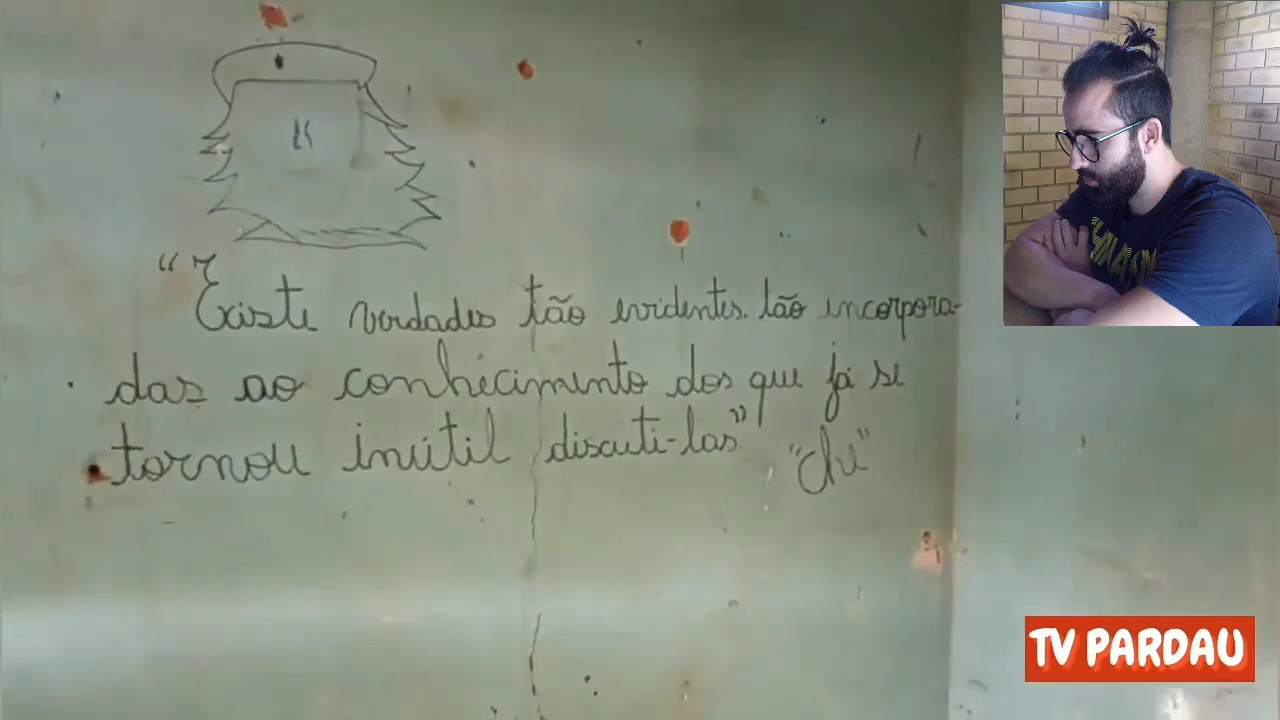 “Existe verdades tão evidentes. tão incorpora-
das ao conhecimento dos que já se
tornou inútil discuti-las” “Che”
TV PARDAU